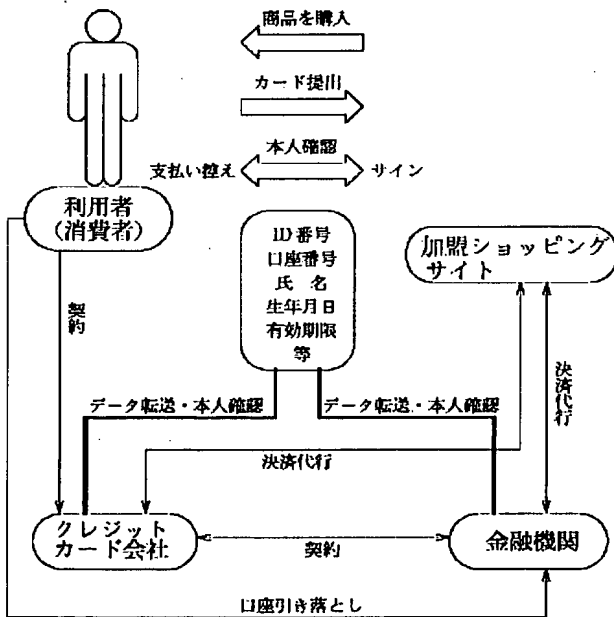 商品を購入
カード提出
本人確認
支払い控え
サイン
利用者
(消費者)
ID番号
口座番号
氏 名
生年月日
有効期限
等
加盟ショッピング
サイト
契約
決済代行
データ転送・本人確認
データ転送・本人確認
決済代行
クレジット
カード会社
契約
金融機関
口座引き落とし